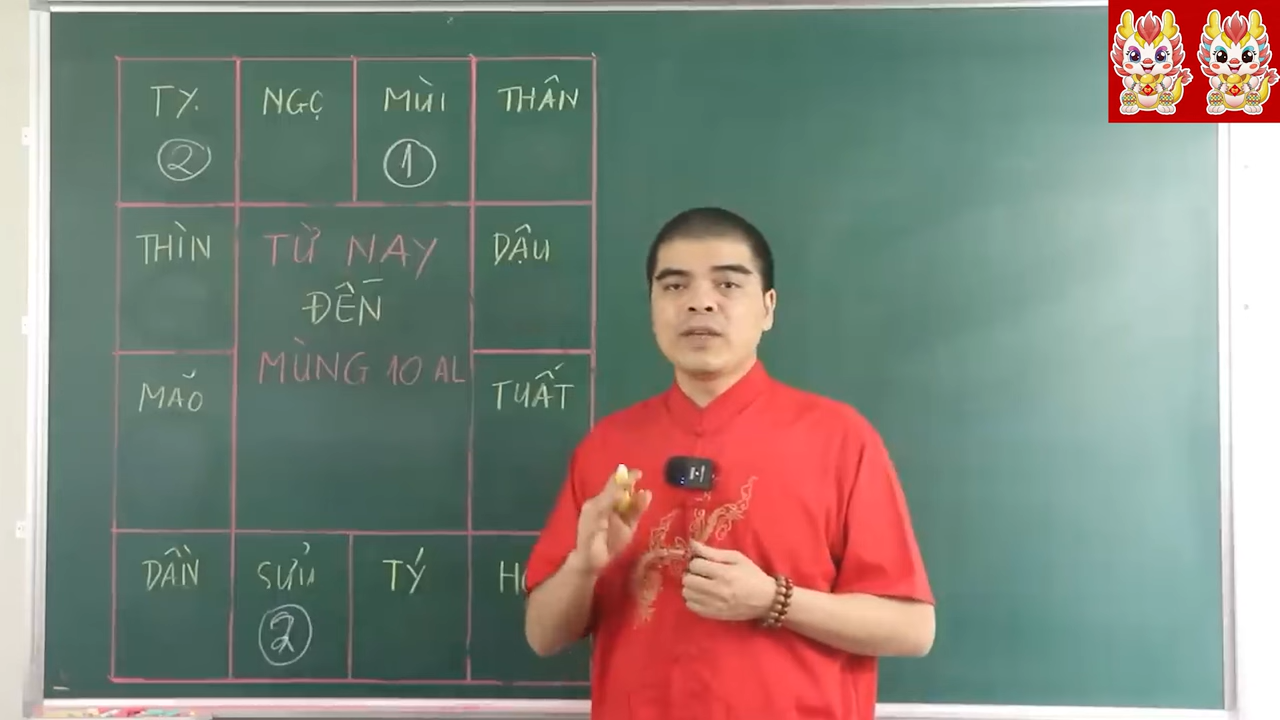 TỴ. NGỌ MÙI THÂN
② ①
THÌN TỪ NAY DẬU
ĐẾN
MÙNG 10 AL
MÃO TUẤT
DẦN SỬU TÝ
②